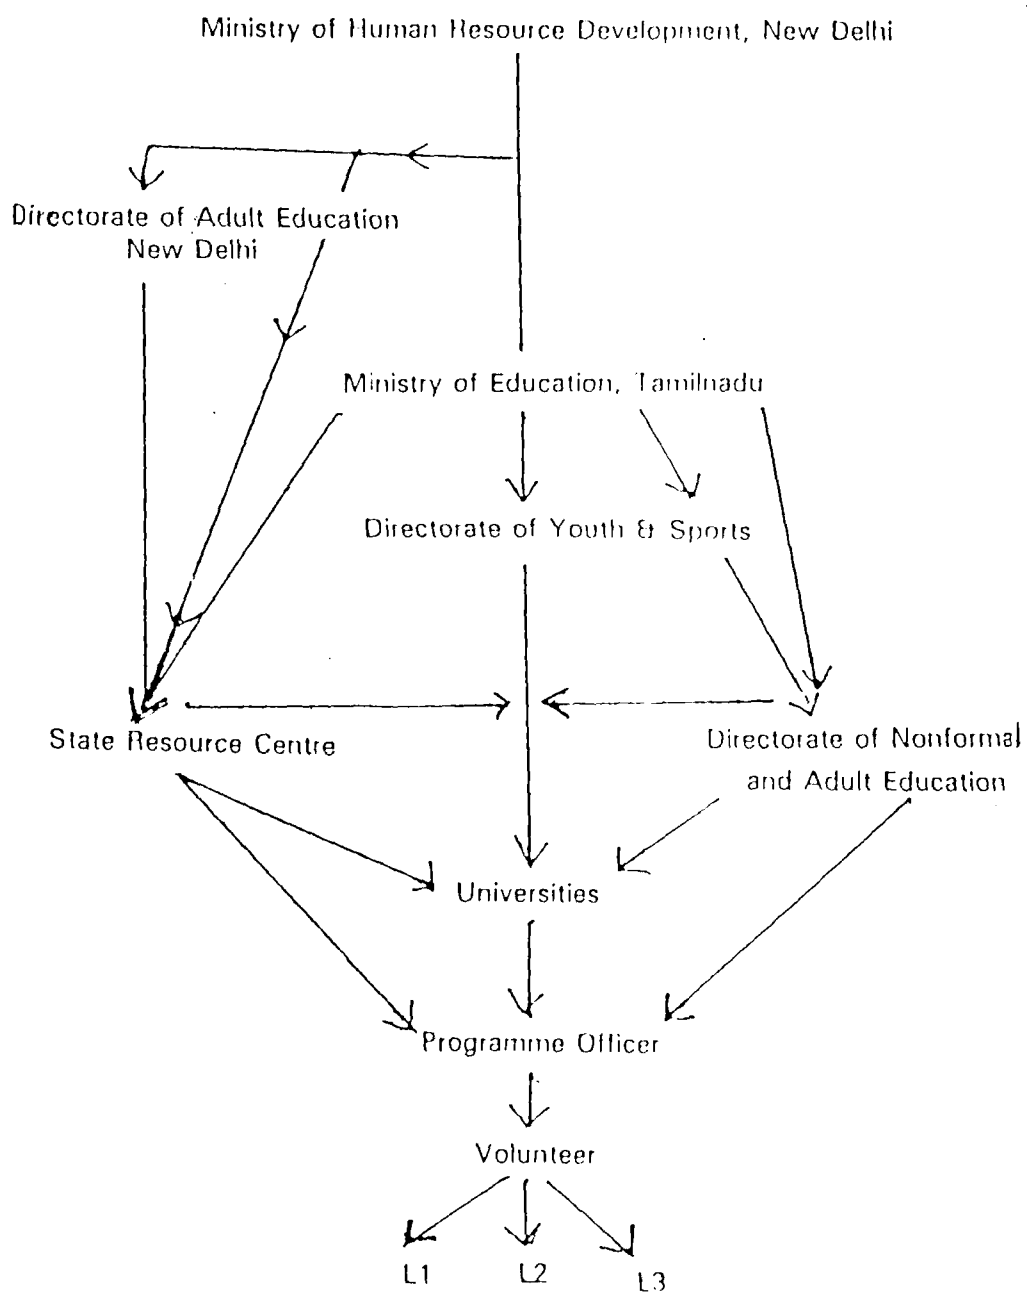 Ministry of Human Resource Development, New Delhi
Directorate of Adult Education
New Delhi
Ministry of Education, Tamilnadu
Directorate of Youth & Sports
State Resource Centre
Directorate of Nonformal
and Adult Education
Universities
Programme Officer
Volunteer
L1 L2 L3